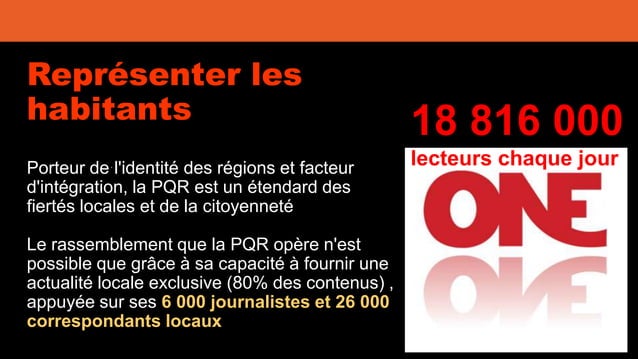 Représenter les
habitants
Porteur de l'identité des régions et facteur
d'intégration, la PQR est un étendard des
fiertés locales et de la citoyenneté
Le rassemblement que la PQR opère n'est
possible que grâce à sa capacité à fournir une
actualité locale exclusive (80% des contenus) ,
appuyée sur ses 6 000 journalistes et 26 000
correspondants locaux
18 816 000
lecteurs chaque jour
ONE